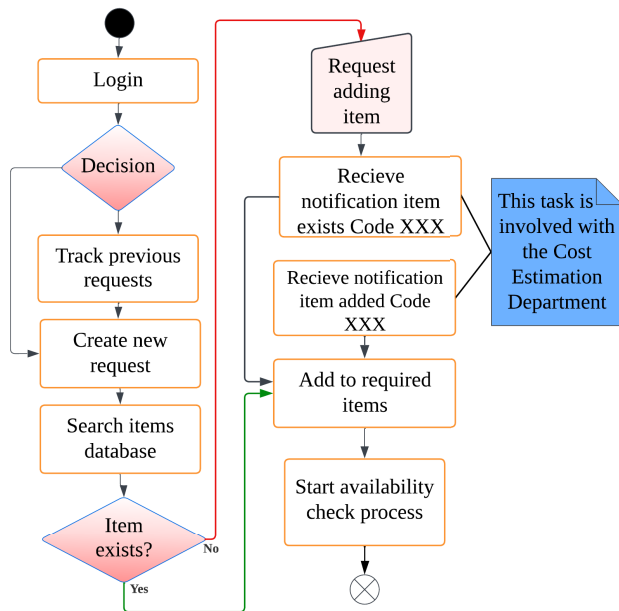 Login
Decision
Track previous
requests
Create new
request
Search items
database
Item
exists?
No
Yes
Request
adding
item
Recieve
notification item
exists Code XXX
Recieve notification
item added Code
XXX
Add to required
items
Start availability
check process
This task is
involved with
the Cost
Estimation
Department